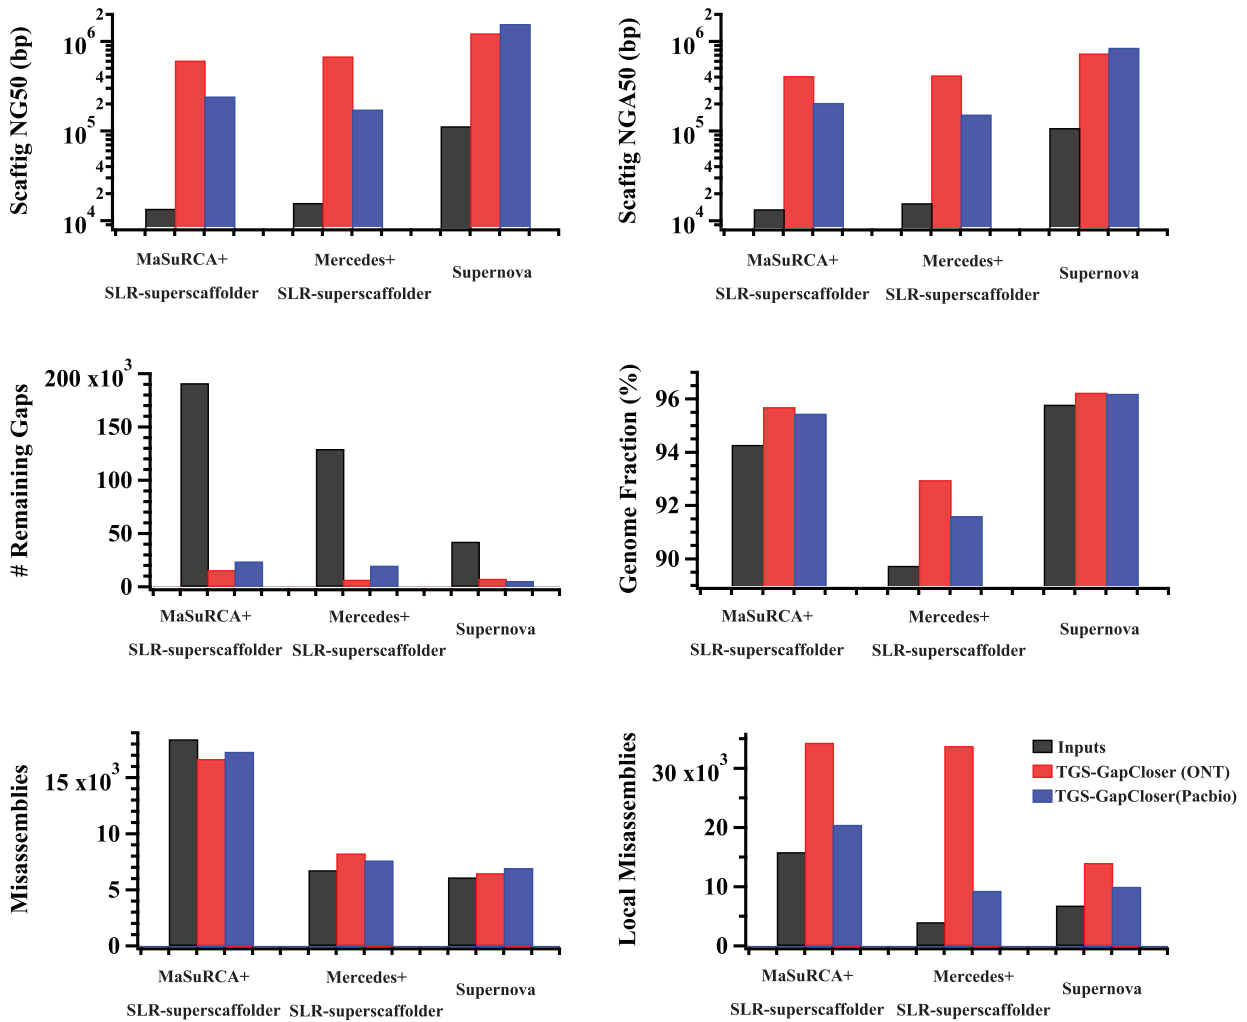 Scaftig NG50 (bp)
2
10^6
4
2
10^5
4
2
10^4
MaSuRCA+
SLR-superscaffolder
Mercedes+
SLR-superscaffolder
Supernova
Scaftig NGA50 (bp)
2
10^6
4
2
10^5
4
2
10^4
MaSuRCA+
SLR-superscaffolder
Mercedes+
SLR-superscaffolder
Supernova
# Remaining Gaps
200 x10^3
150
100
50
0
MaSuRCA+
SLR-superscaffolder
Mercedes+
SLR-superscaffolder
Supernova
Genome Fraction (%)
96
94
92
90
MaSuRCA+
SLR-superscaffolder
Mercedes+
SLR-superscaffolder
Supernova
Misassemblies
15 x10^3
10
5
0
MaSuRCA+
SLR-superscaffolder
Mercedes+
SLR-superscaffolder
Supernova
Local Misassemblies
30 x10^3
20
10
0
MaSuRCA+
SLR-superscaffolder
Mercedes+
SLR-superscaffolder
Supernova
Inputs
TGS-GapCloser (ONT)
TGS-GapCloser(Pacbio)